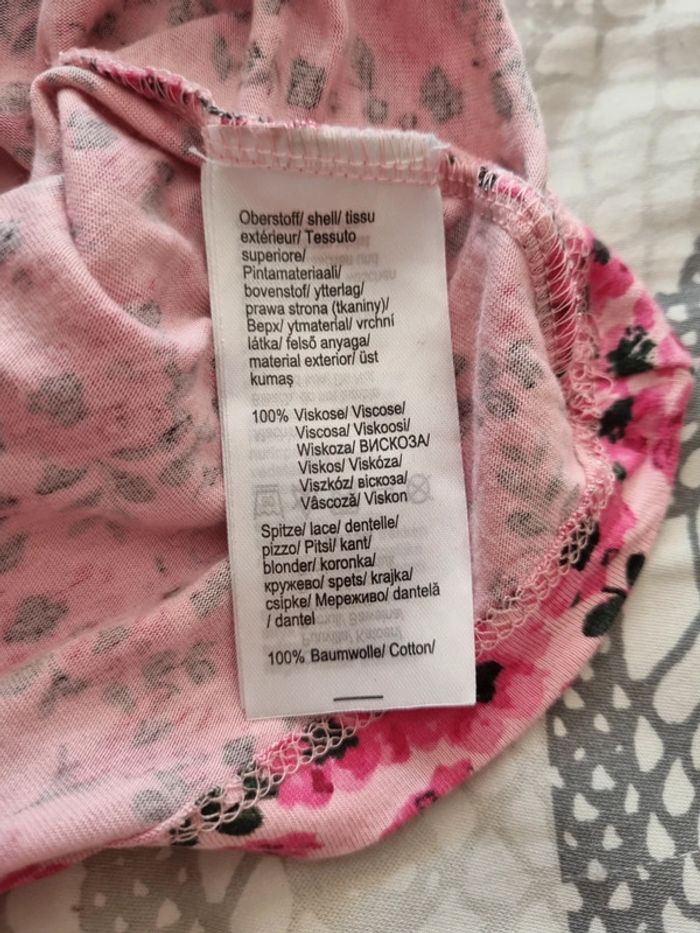 Oberstoff/ shell/ tissu
extérieur/ Tessuto
superiore/
Pintamateriaali/
bovenstof/ ytterlag/
prawa strona (tkaniny)/
Верх/ ytmaterial/ vrchní
látka/ felső anyaga/
material exterior/ üst
kumaş
100% Viskose/ Viscose/
Viscosa/ Viskoosi/
Wiskoza/ ВИСКОЗА/
Viskos/ Viskóza/
Viszkóz/ віскоза/
Vâscoză/ Viskon
Spitze/ lace/ dentelle/
pizzo/ Pitsi/ kant/
blonder/ koronka/
кружево/ spets/ krajka/
csipke/ Мереживо/ dantelă
/ dantel
100% Baumwolle/ Cotton/